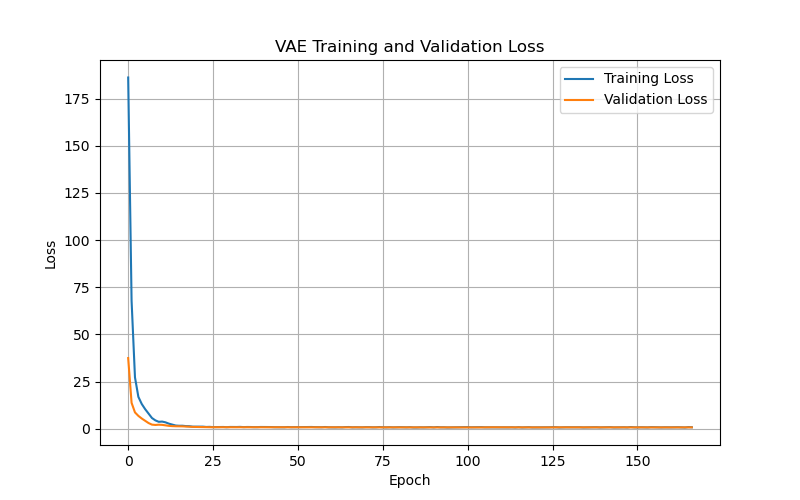 VAE Training and Validation Loss
Training Loss
Validation Loss
175
150
125
100
75
50
25
0
Loss
0 25 50 75 100 125 150
Epoch